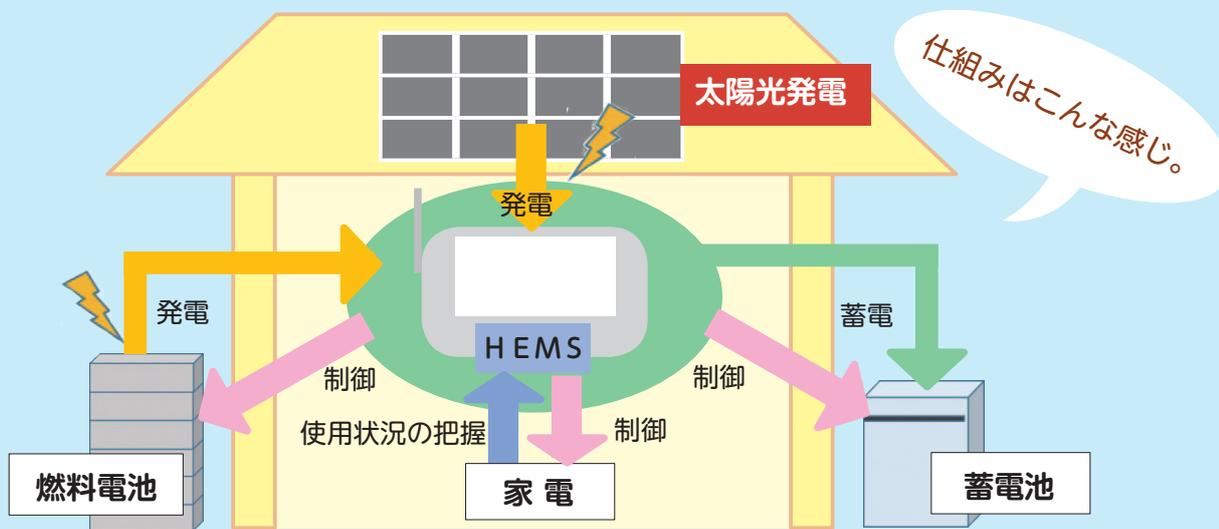 仕組みはこんな感じ。
太陽光発電
発電
発電
HEMS
蓄電
制御
制御
使用状況の把握
制御
燃料電池
家電
蓄電池